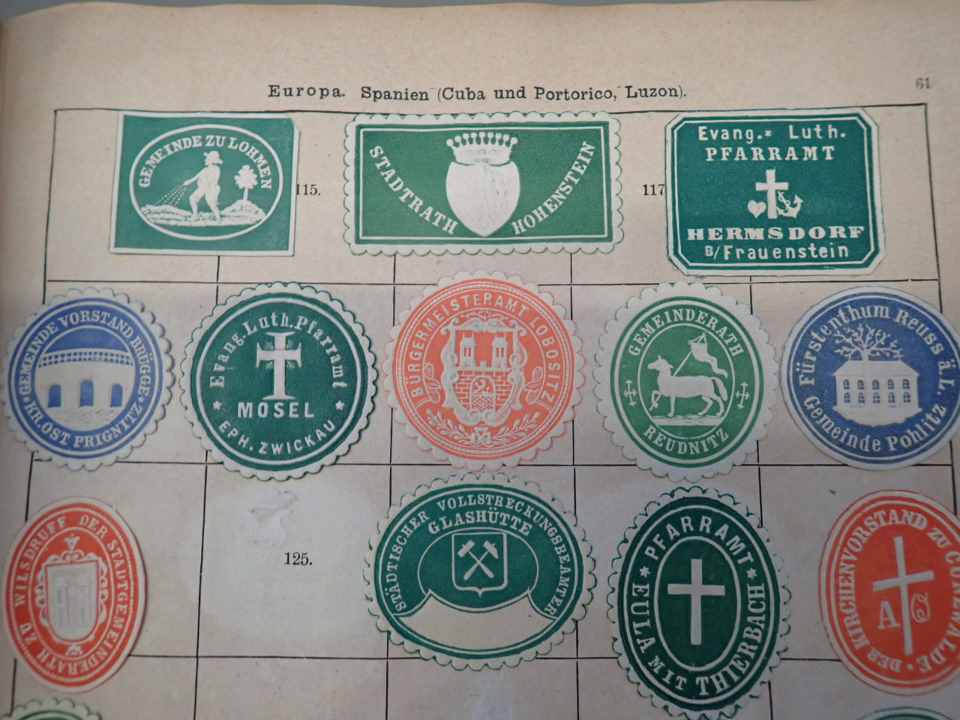 61
Europa. Spanien (Cuba und Portorico, Luzon).
GEMEINDE ZU LOHMEN
115.
STADTRATH HOHENSTEIN
117
Evang.= Luth.
PFARRAMT
HERMSDORF
B/Frauenstein
GEMEINDE VORSTAND BRÜGGE
KR. OST PRIGNITZ
Evang. Luth. Pfarramt
MOSEL
* EPH. ZWICKAU *
BÜRGERMEISTERAMT LOBOSITZ
GEMEINDERATH
REUDNITZ
Fürstenthum Reuss ä.L.
Gemeinde Pohlitz
DER STADTGEMEINDERATH ZU WILSDRUFF
125.
STÄDTISCHER VOLLSTRECKUNGSBEAMTER
GLASHÜTTE
* PFARRAMT *
EULA MIT THIERBACH
DER KIRCHENVORSTAND ZU
A